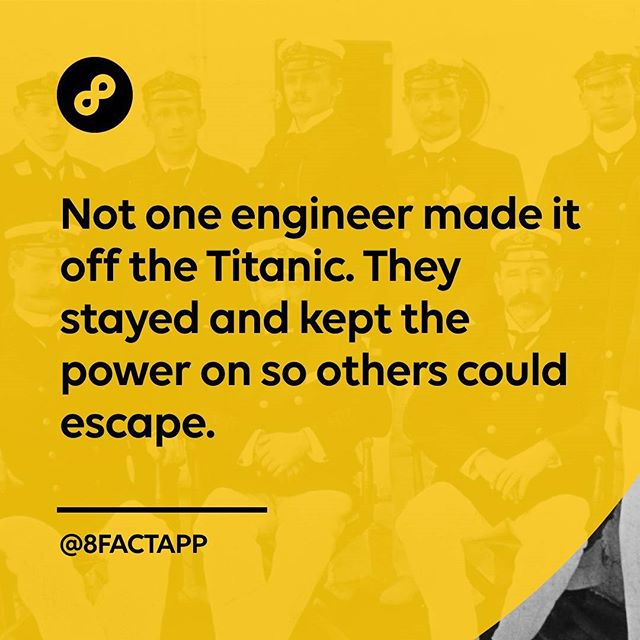 Not one engineer made it
off the Titanic. They
stayed and kept the
power on so others could
escape.
@8FACTAPP